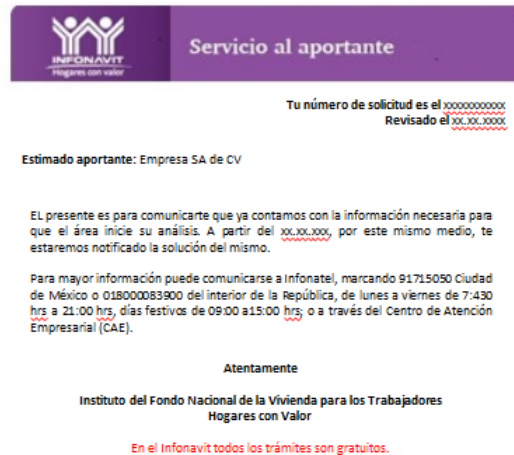 INFONAVIT
Hogares con valor
Servicio al aportante
Tu número de solicitud es el xxxxxxxxxx
Revisado el xx.xx.xxxx
Estimado aportante: Empresa SA de CV
EL presente es para comunicarte que ya contamos con la información necesaria para
que el área inicie su análisis. A partir del xx.xx.xxx, por este mismo medio, te
estaremos notificado la solución del mismo.
Para mayor información puede comunicarse a Infonatel, marcando 91715050 Ciudad
de México o 018000083900 del interior de la República, de lunes a viernes de 7:430
hrs a 21:00 hrs, días festivos de 09:00 a15:00 hrs; o a través del Centro de Atención
Empresarial (CAE).
Atentamente
Instituto del Fondo Nacional de la Vivienda para los Trabajadores
Hogares con Valor
En el Infonavit todos los trámites son gratuitos.